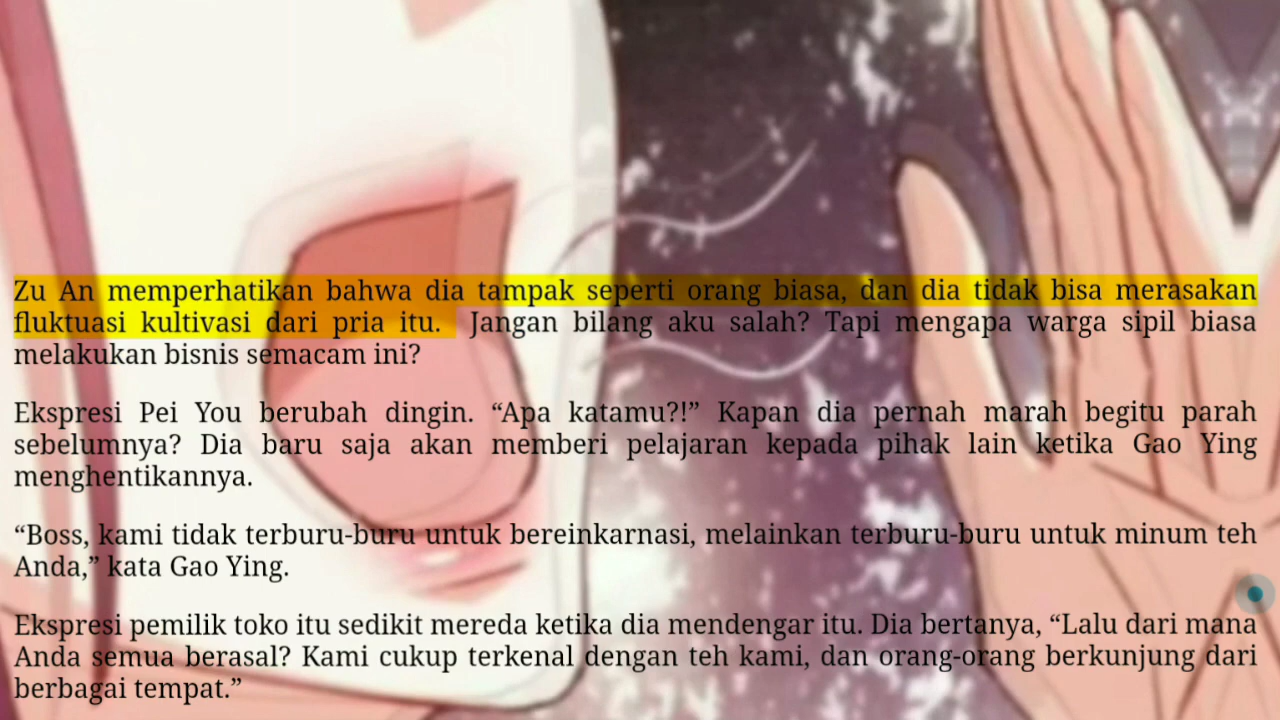 Zu An memperhatikan bahwa dia tampak seperti orang biasa, dan dia tidak bisa merasakan
fluktuasi kultivasi dari pria itu. Jangan bilang aku salah? Tapi mengapa warga sipil biasa
melakukan bisnis semacam ini?
Ekspresi Pei You berubah dingin. “Apa katamu?!” Kapan dia pernah marah begitu parah
sebelumnya? Dia baru saja akan memberi pelajaran kepada pihak lain ketika Gao Ying
menghentikannya.
“Boss, kami tidak terburu-buru untuk bereinkarnasi, melainkan terburu-buru untuk minum teh
Anda,” kata Gao Ying.
Ekspresi pemilik toko itu sedikit mereda ketika dia mendengar itu. Dia bertanya, “Lalu dari mana
Anda semua berasal? Kami cukup terkenal dengan teh kami, dan orang-orang berkunjung dari
berbagai tempat.”